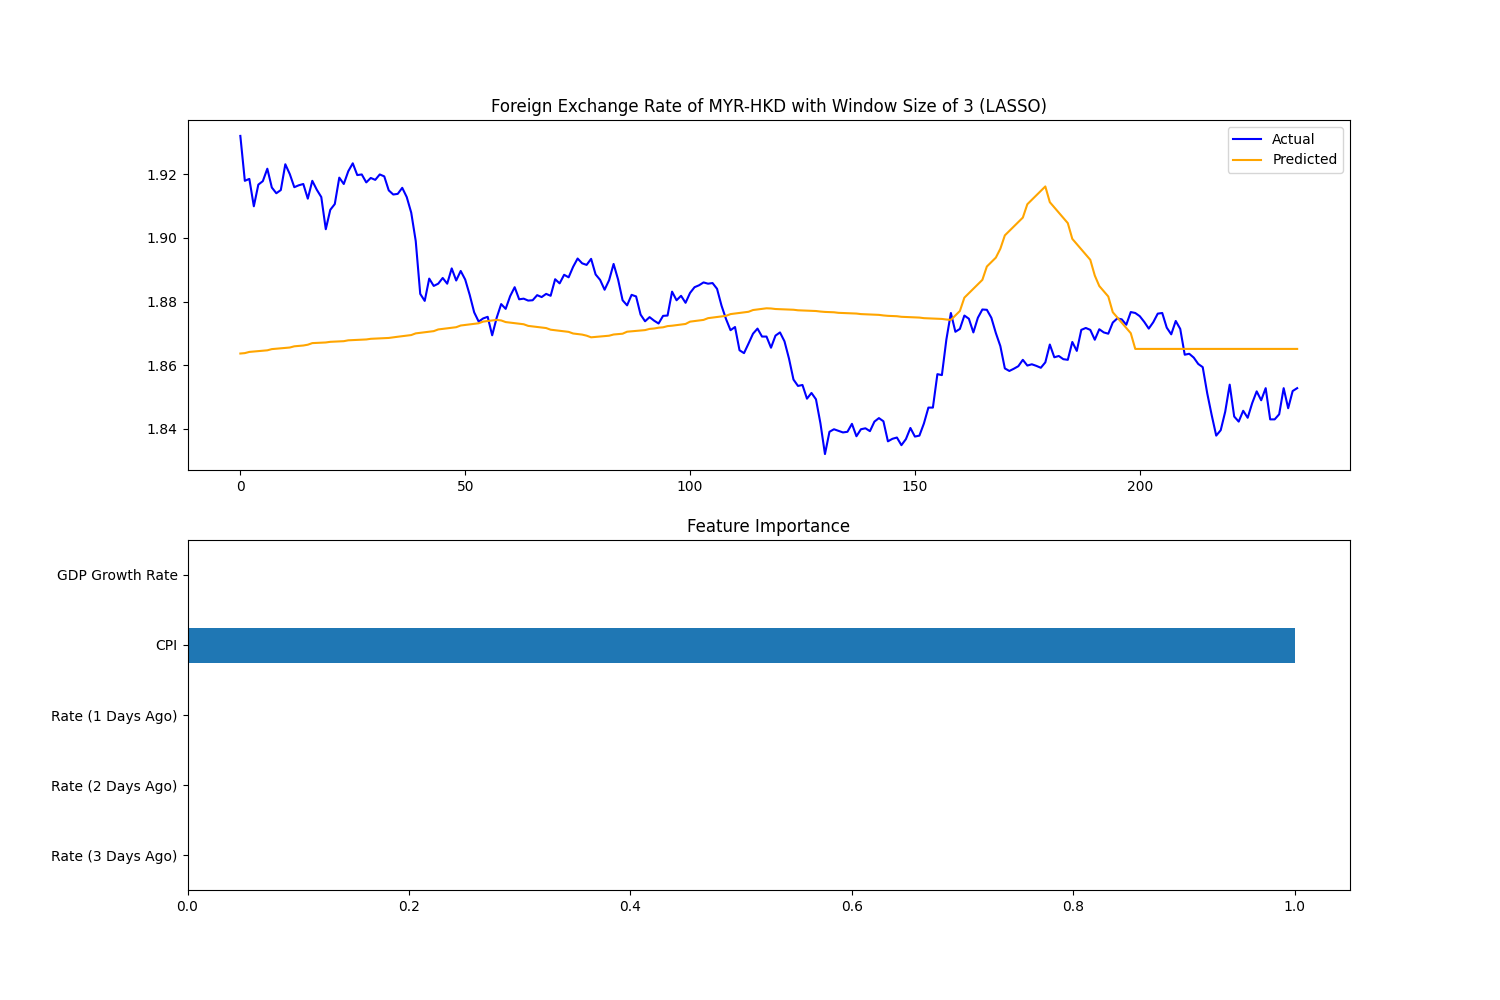 Foreign Exchange Rate of MYR-HKD with Window Size of 3 (LASSO)
Actual
Predicted
1.92
1.90
1.88
1.86
1.84
0
50
100
150
200
Feature Importance
GDP Growth Rate
CPI
Rate (1 Days Ago)
Rate (2 Days Ago)
Rate (3 Days Ago)
0.0
0.2
0.4
0.6
0.8
1.0